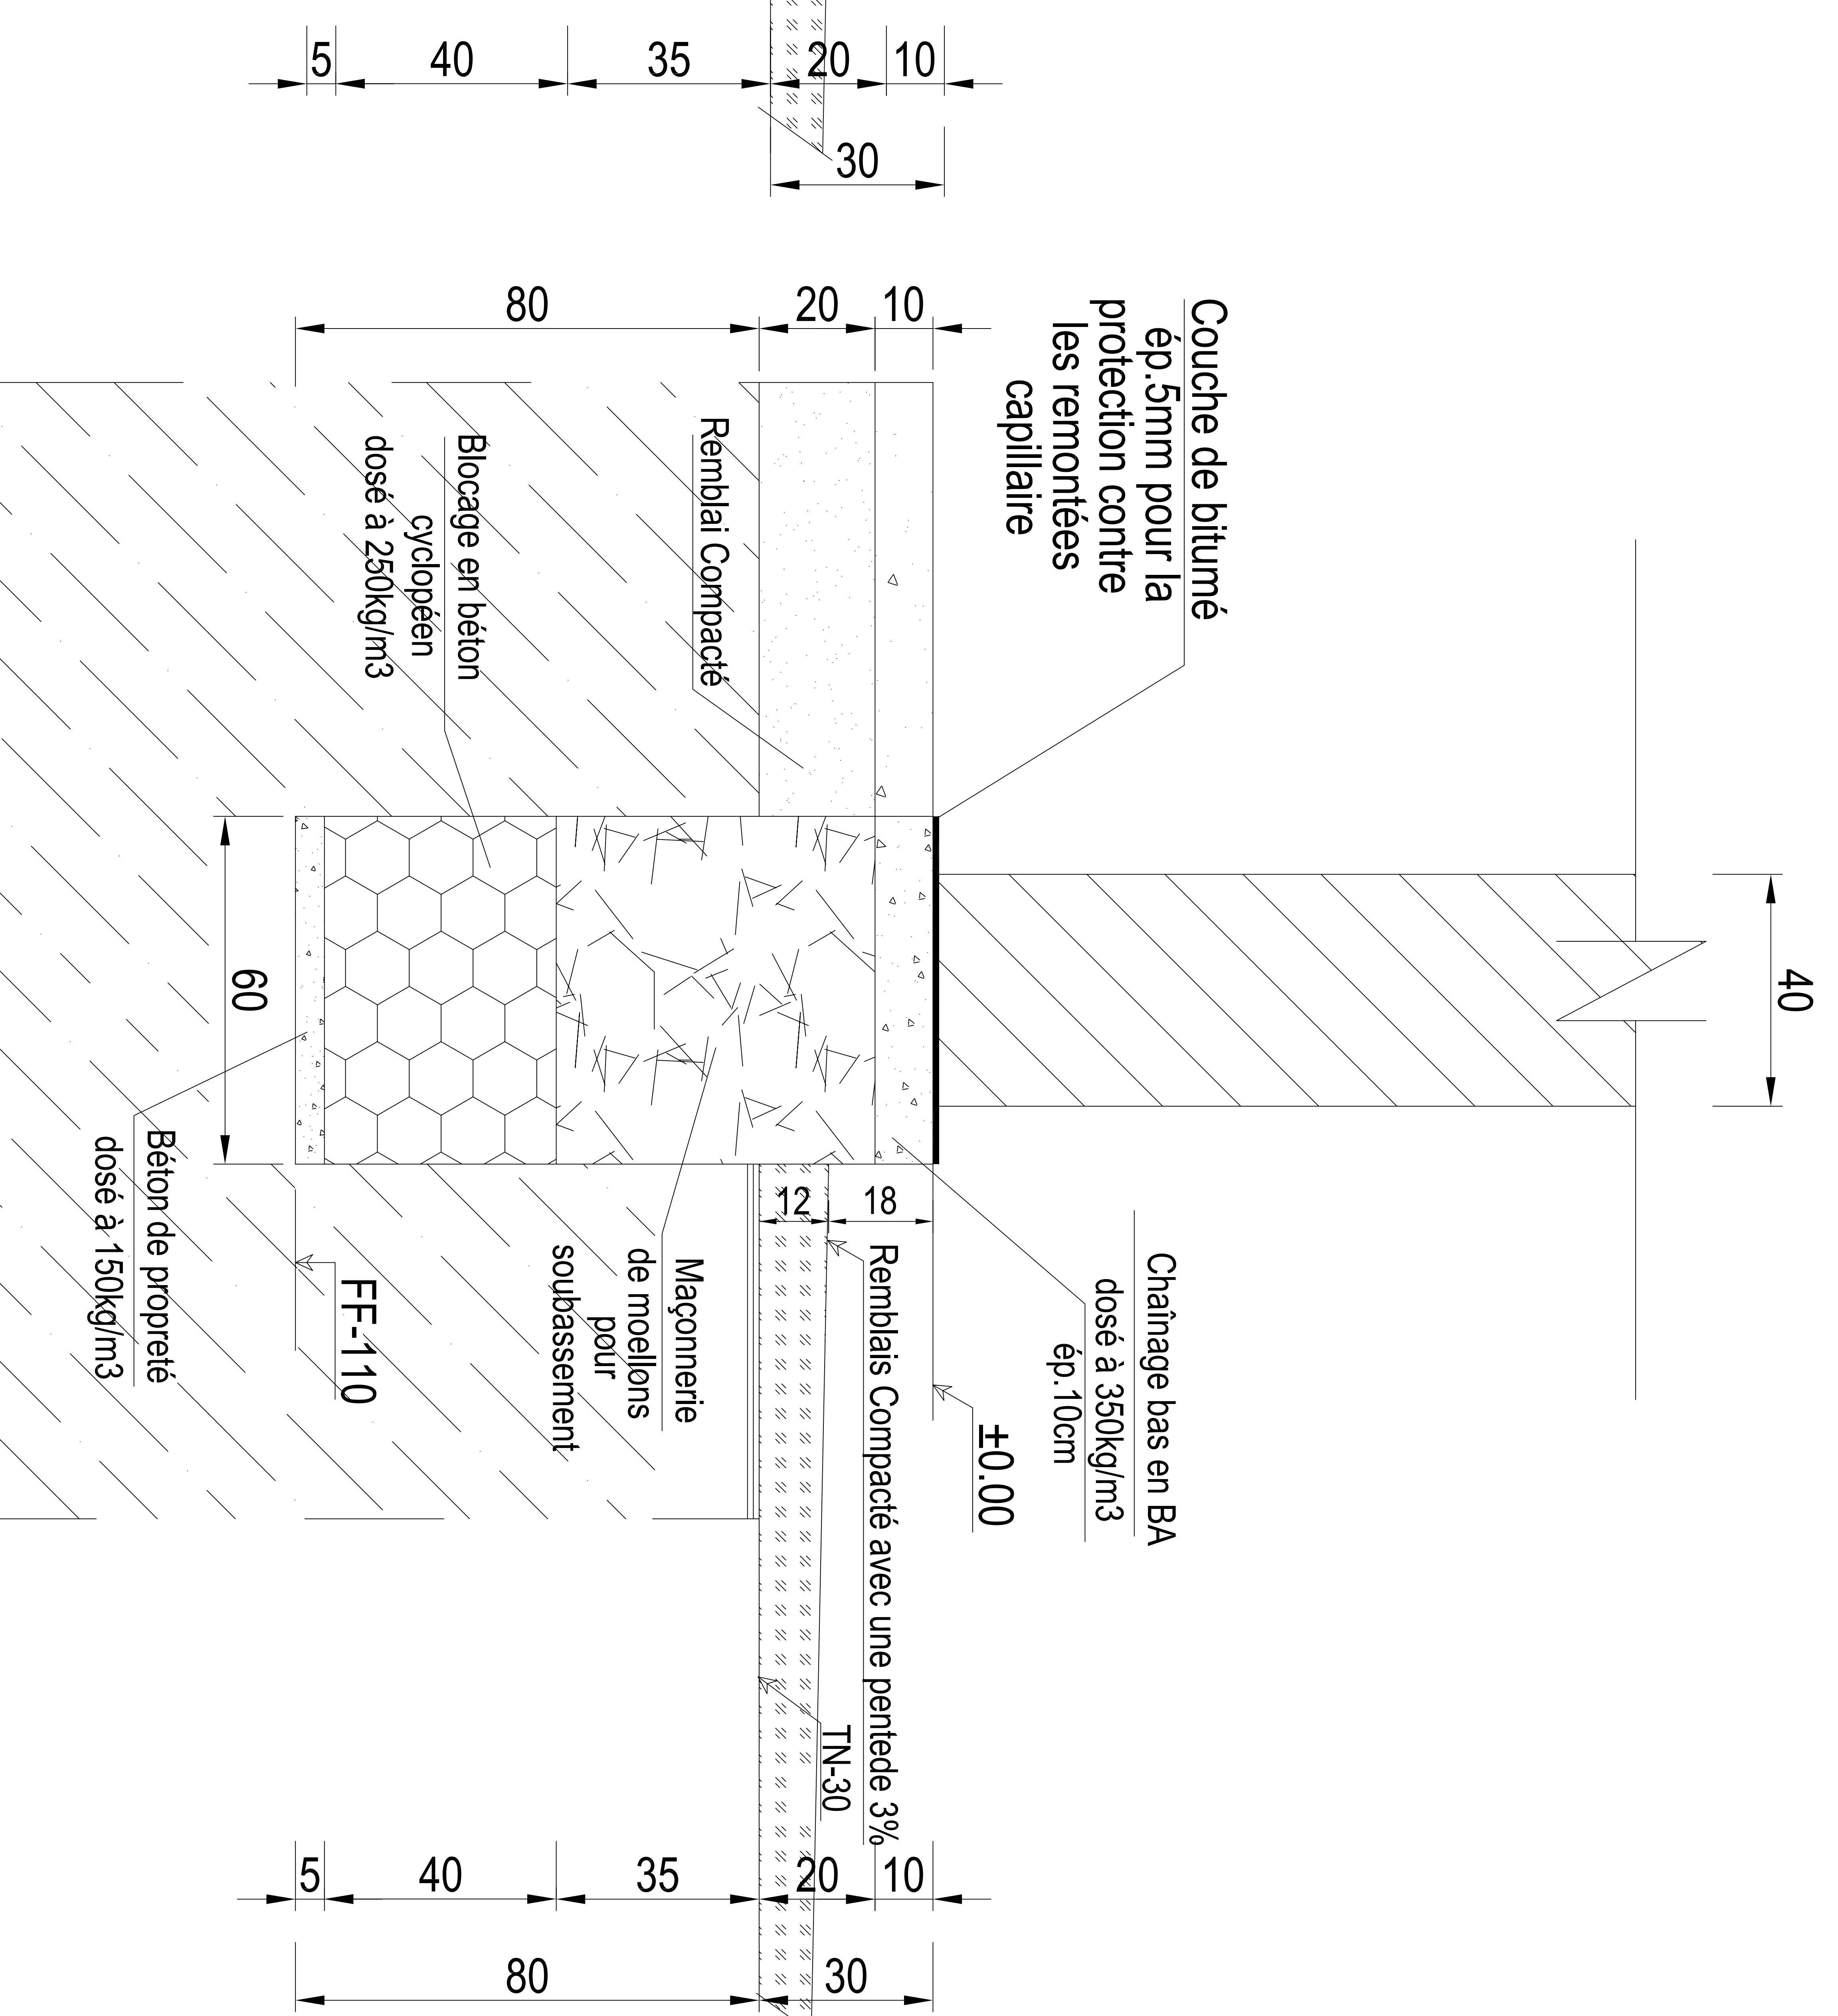 40
Couche de bitumé
ép.5mm pour la
protection contre
les remontées
capillaire
Chaînage bas en BA
dosé à 350kg/m3
ép.10cm
±0.00
10
20
30
35
40
5
10
20
80
18
12
Remblais Compacté avec une pentede 3%
TN-30
Remblai Compacté
Maçonnerie
de moellons
pour
soubassement
Blocage en béton
cyclopéen
dosé à 250kg/m3
FF-110
60
Béton de propreté
dosé à 150kg/m3
10
20
35
40
5
30
80